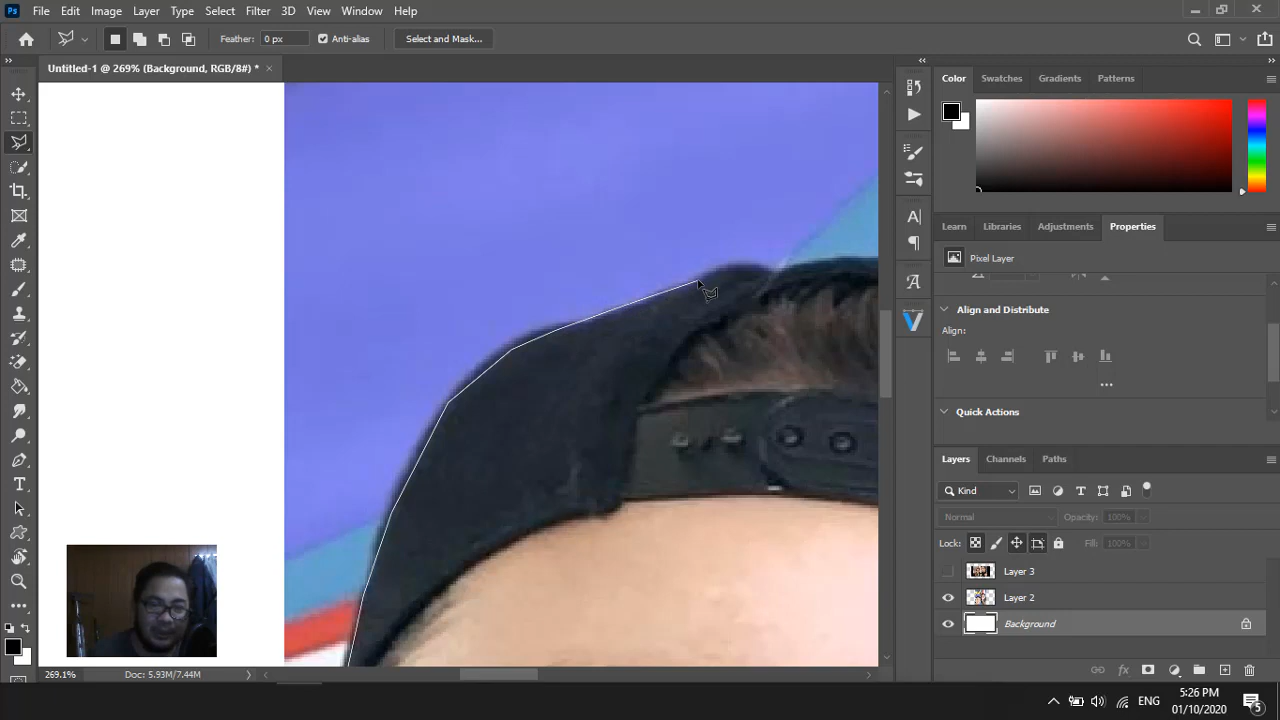 Ps File Edit Image Layer Type Select Filter 3D View Window Help
Feather: 0 px Anti-alias Select and Mask...
Untitled-1 @ 269% (Background, RGB/8#) * ×
Color Swatches Gradients Patterns
Learn Libraries Adjustments Properties
Pixel Layer
Align and Distribute
Align:
Quick Actions
Layers Channels Paths
Kind
Normal Opacity: 100%
Lock: Fill: 100%
Layer 3
Layer 2
Background
269.1% Doc: 5.93M/7.44M
ENG 5:26 PM
01/10/2020 5